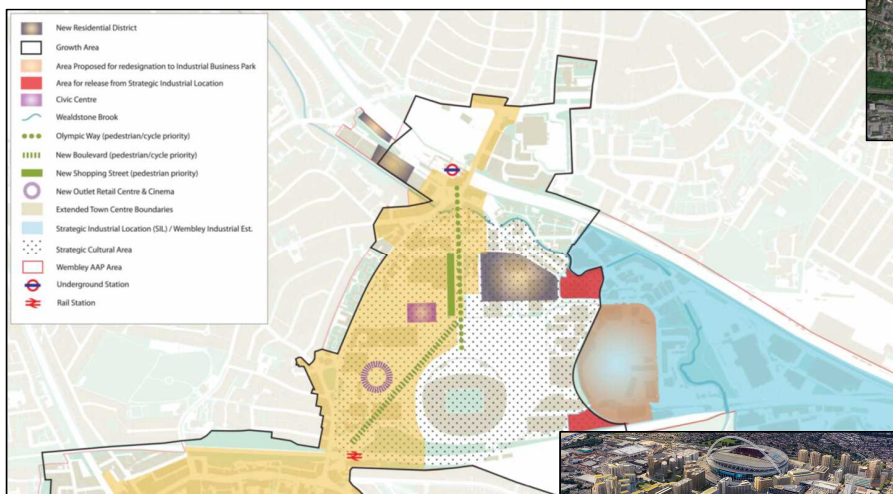 New Residential District
Growth Area
Area Proposed for redesignation to Industrial Business Park
Area for release from Strategic Industrial Location
Civic Centre
Wealdstone Brook
Olympic Way (pedestrian/cycle priority)
New Boulevard (pedestrian/cycle priority)
New Shopping Street (pedestrian priority)
New Outlet Retail Centre & Cinema
Extended Town Centre Boundaries
Strategic Industrial Location (SIL) / Wembley Industrial Est.
Strategic Cultural Area
Wembley AAP Area
Underground Station
Rail Station